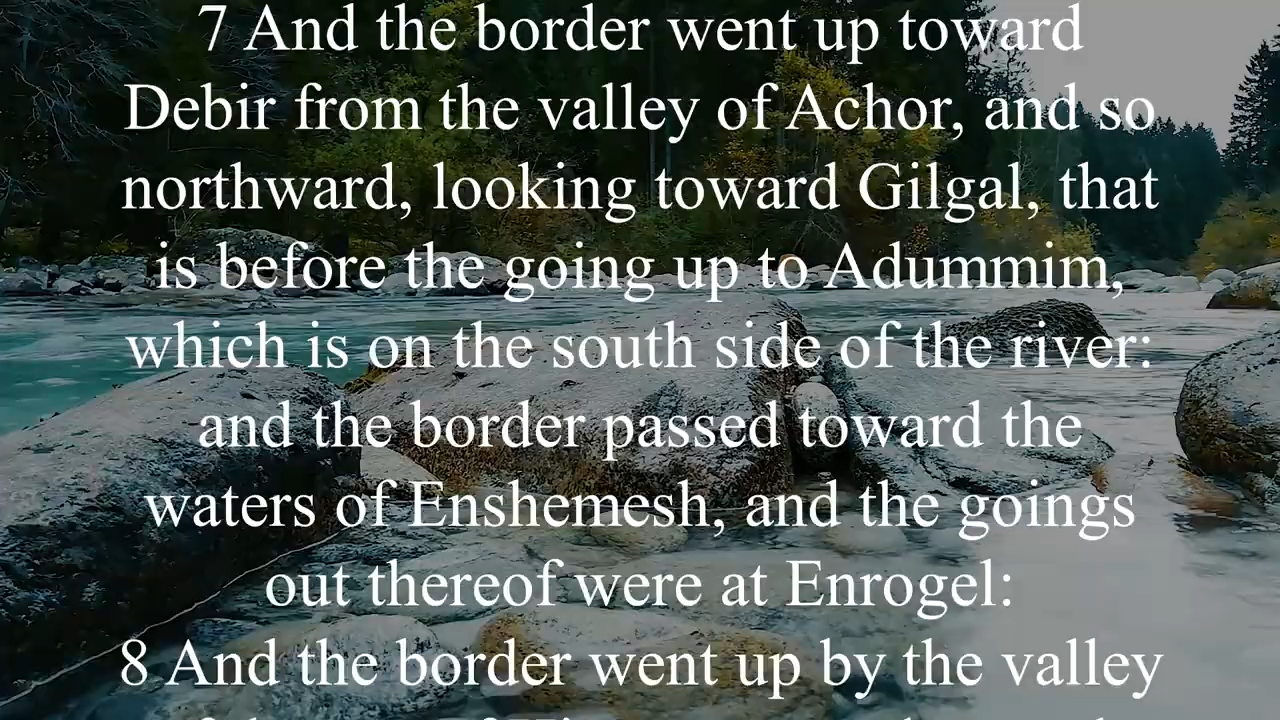 7 And the border went up toward
Debir from the valley of Achor, and so
northward, looking toward Gilgal, that
is before the going up to Adummim,
which is on the south side of the river:
and the border passed toward the
waters of Enshemesh, and the goings
out thereof were at Enrogel:
8 And the border went up by the valley